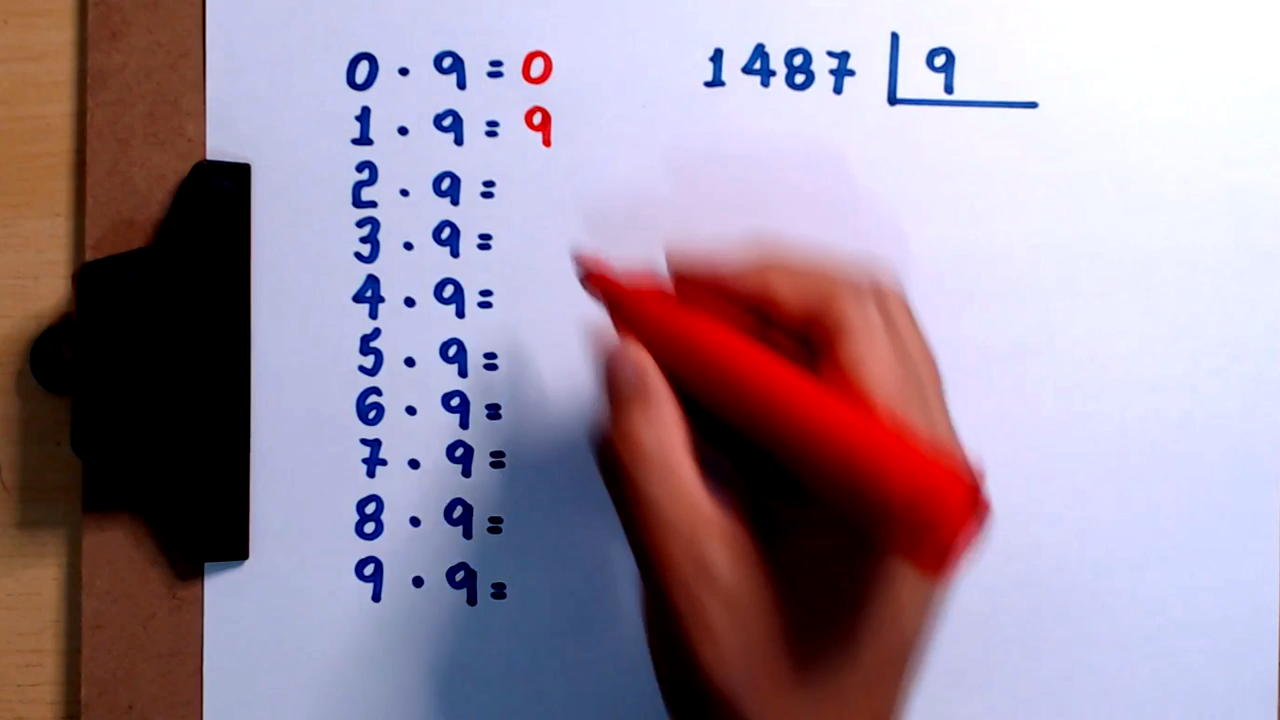 0 · 9 = 0
1 · 9 = 9
2 · 9 =
3 · 9 =
4 · 9 =
5 · 9 =
6 · 9 =
7 · 9 =
8 · 9 =
9 · 9 =
1487 9